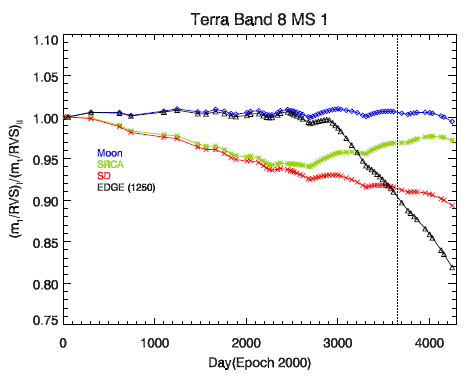 Terra Band 8 MS 1
1.10
1.05
1.00
0.95
0.90
0.85
0.80
0.75
(m₁/RVS)ᵢ/(m₁/RVS)ᵢₗ
Moon
SRCA
SD
EDGE (1250)
0 1000 2000 3000 4000
Day(Epoch 2000)